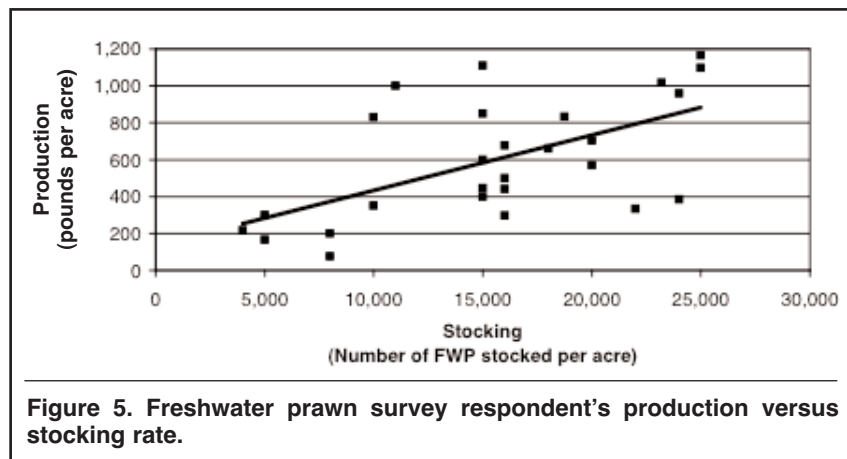 Production
(pounds per acre)
1,200
1,000
800
600
400
200
0
0
5,000
10,000
15,000
20,000
25,000
30,000
Stocking
(Number of FWP stocked per acre)
Figure 5. Freshwater prawn survey respondent's production versus
stocking rate.